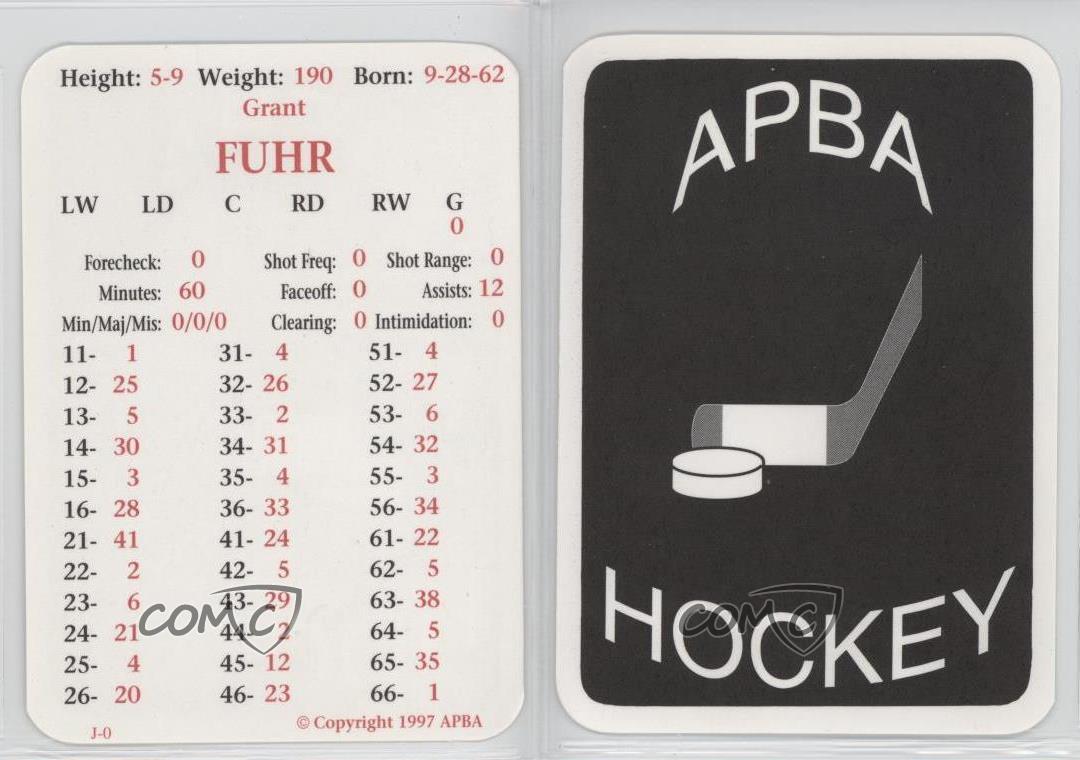 Height: 5-9 Weight: 190 Born: 9-28-62
Grant
FUHR
LW LD C RD RW G
0
Forecheck: 0 Shot Freq: 0 Shot Range: 0
Minutes: 60 Faceoff: 0 Assists: 12
Min/Maj/Mis: 0/0/0 Clearing: 0 Intimidation: 0
11- 1 31- 4 51- 4
12- 25 32- 26 52- 27
13- 5 33- 2 53- 6
14- 30 34- 31 54- 32
15- 3 35- 4 55- 3
16- 28 36- 33 56- 34
21- 41 41- 24 61- 22
22- 2 42- 5 62- 5
23- 6 43- 29 63- 38
24- 21 44- 2 64- 5
25- 4 45- 12 65- 35
26- 20 46- 23 66- 1
© Copyright 1997 APBA
J-0
COMC
APBA
HOCKEY
COMC